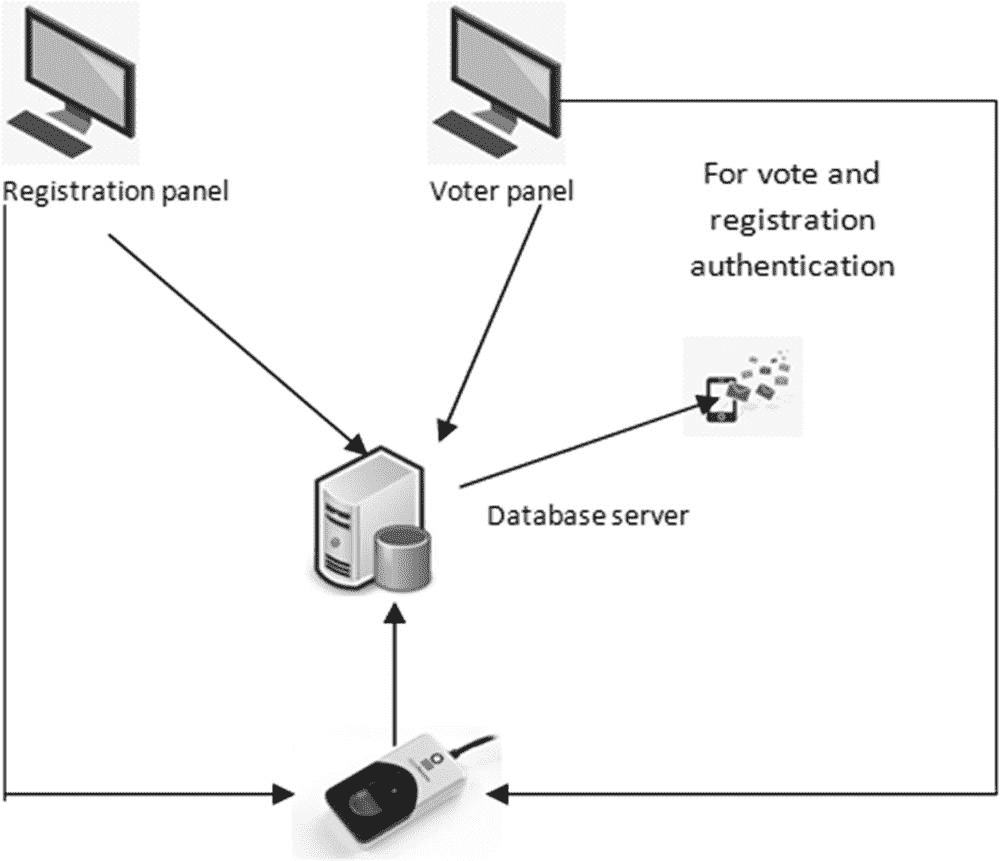 Registration panel
Voter panel
For vote and
registration
authentication
Database server